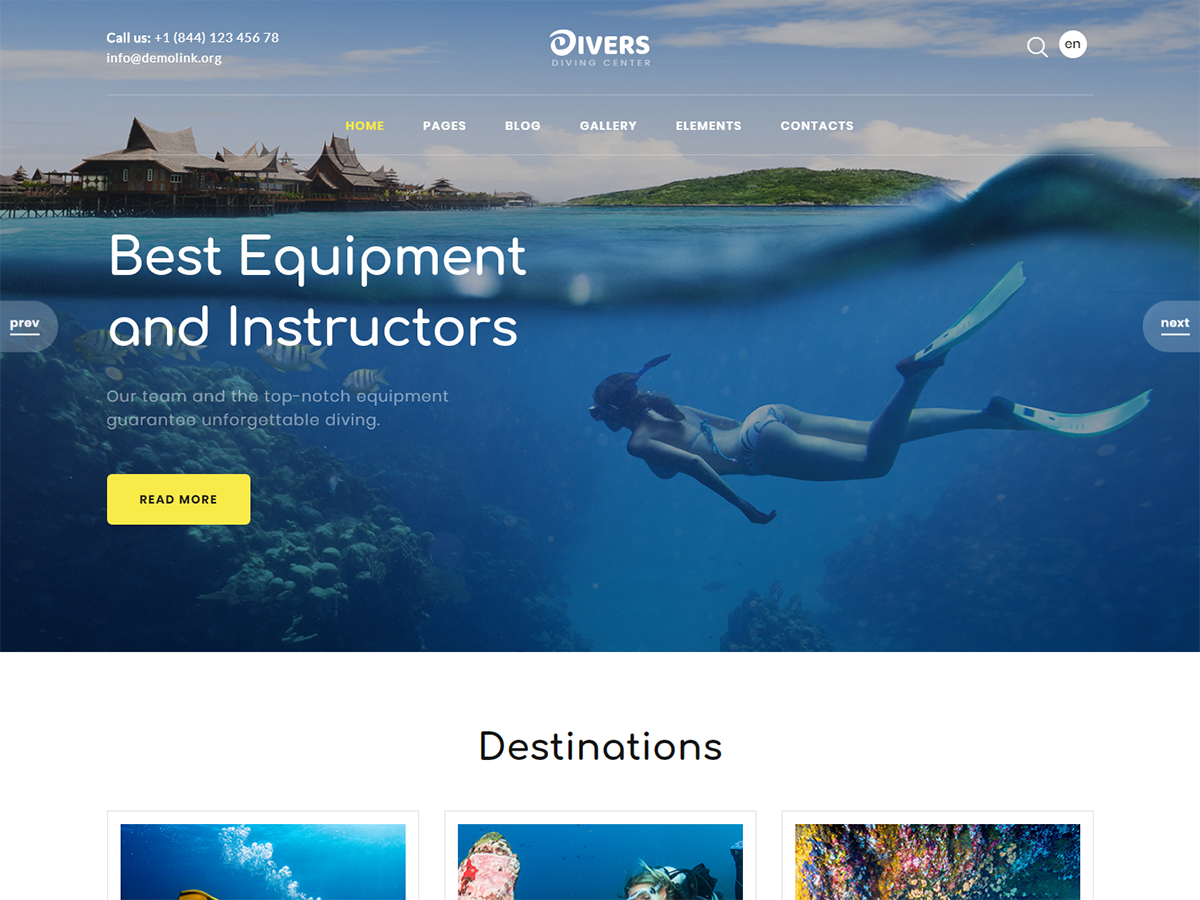 Call us: +1 (844) 123 456 78
info@demolink.org
DIVERS
DIVING CENTER
en
HOME PAGES BLOG GALLERY ELEMENTS CONTACTS
Best Equipment
and Instructors
prev
next
Our team and the top-notch equipment
guarantee unforgettable diving.
READ MORE
Destinations